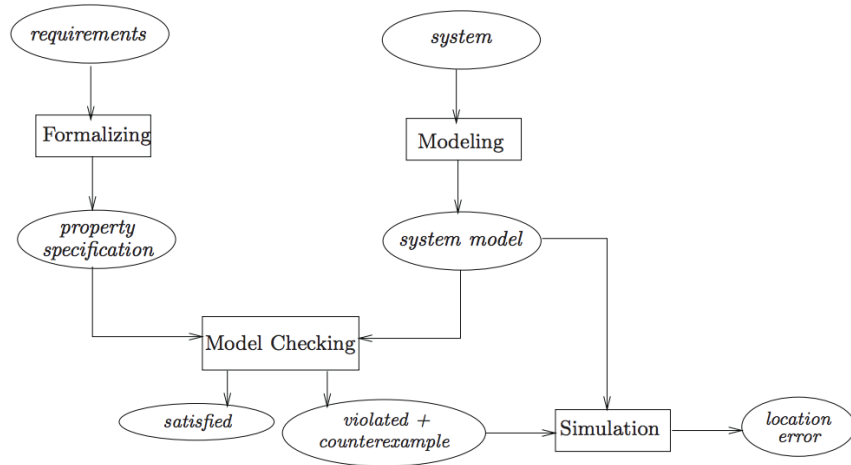 requirements
system
Formalizing
Modeling
property
specification
system model
Model Checking
satisfied
violated +
counterexample
Simulation
location
error